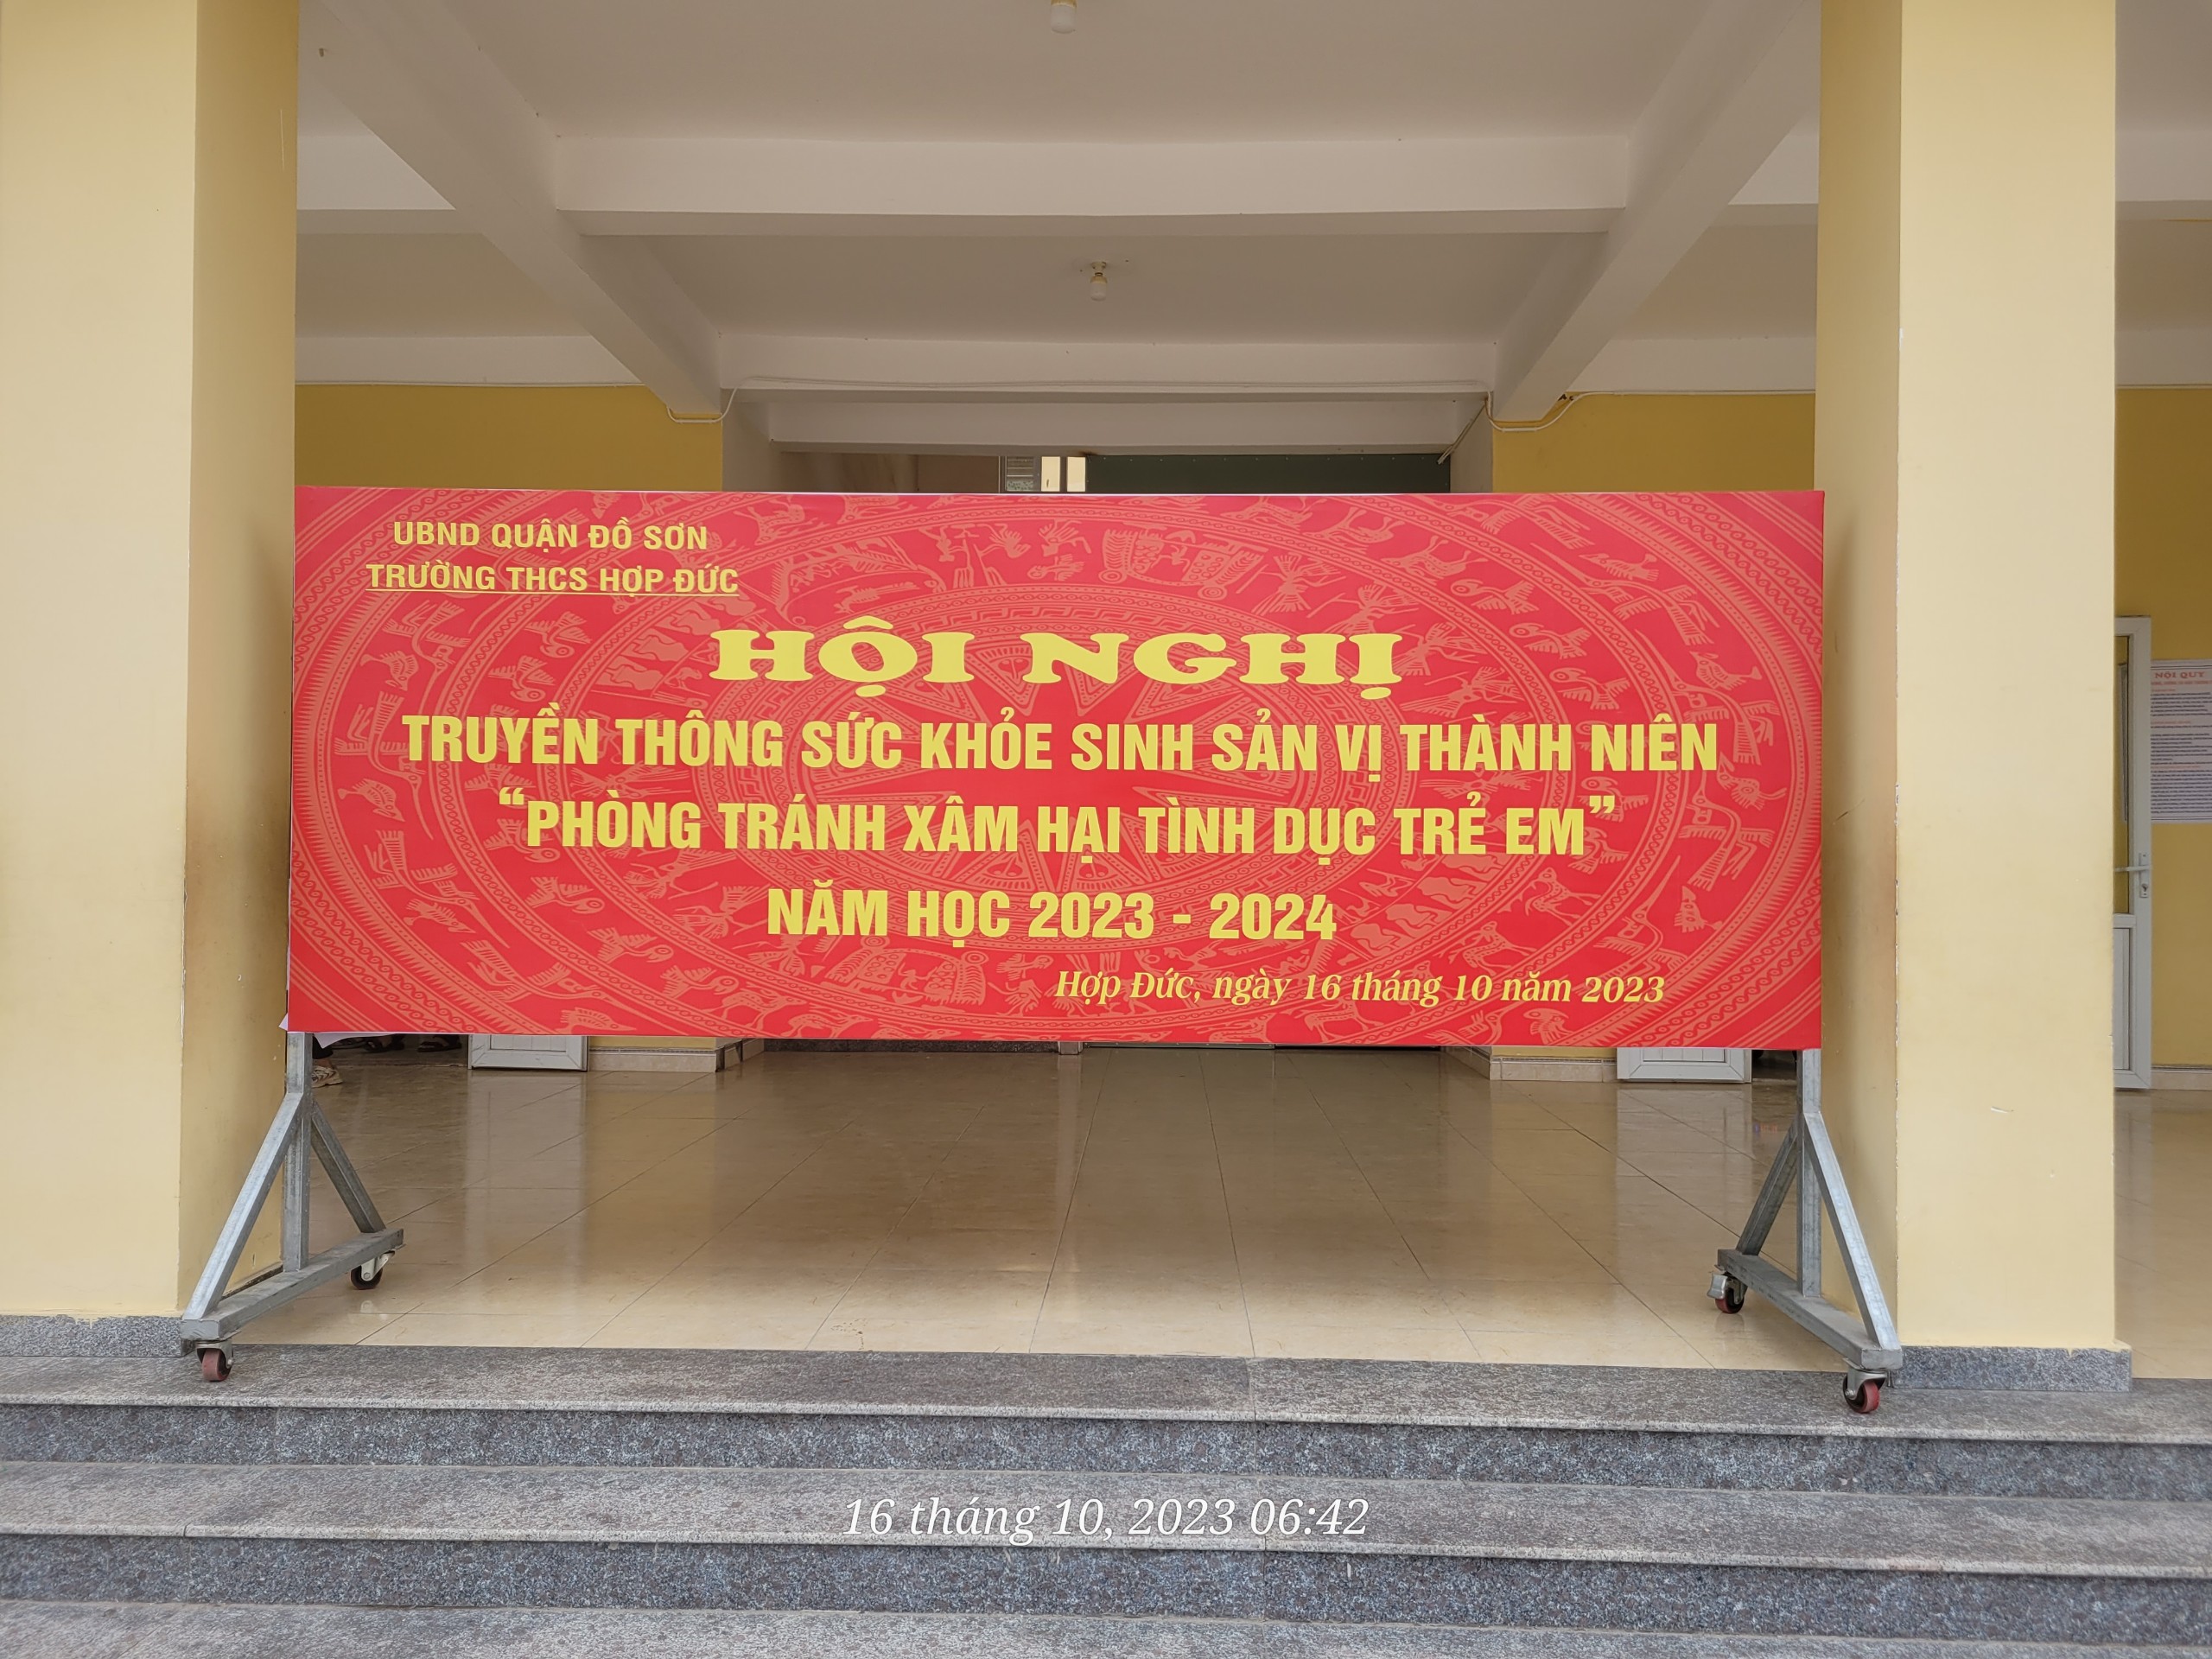 UBND QUẬN ĐỒ SƠN
TRƯỜNG THCS HỢP ĐỨC
HỘI NGHỊ
TRUYỀN THÔNG SỨC KHỎE SINH SẢN VỊ THÀNH NIÊN
“PHÒNG TRÁNH XÂM HẠI TÌNH DỤC TRẺ EM”
NĂM HỌC 2023 - 2024
Hợp Đức, ngày 16 tháng 10 năm 2023
NỘI QUY
16 tháng 10, 2023 06:42